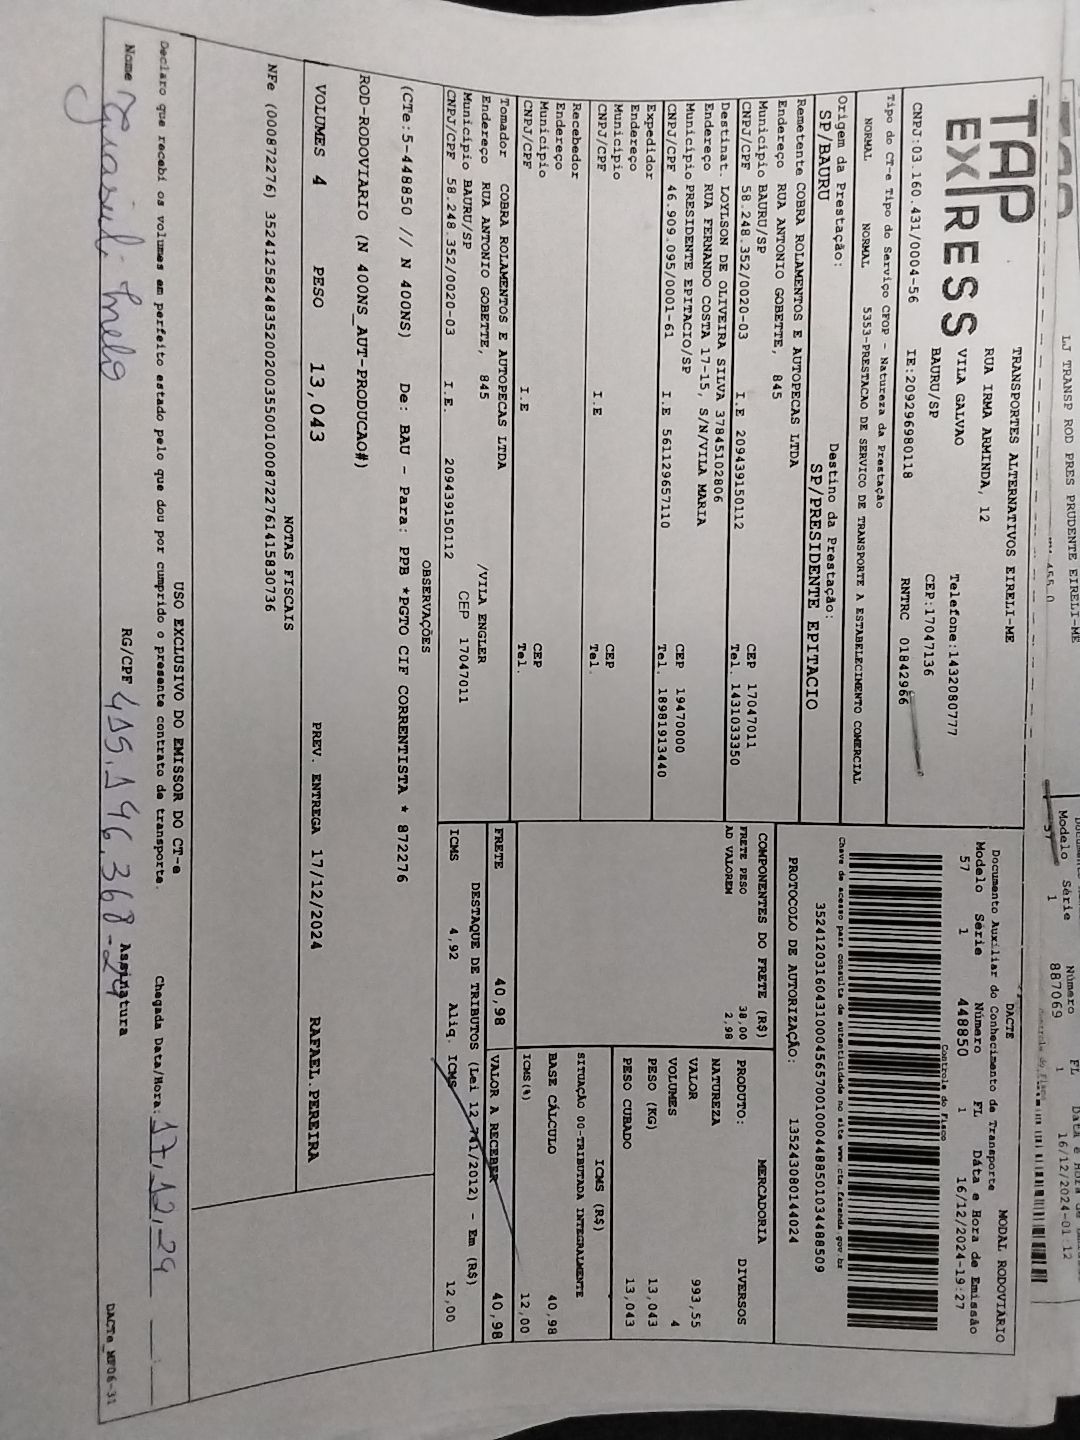 LJ TRANSP ROD PRES PRUDENTE EIRELI-ME
Modelo Série Número FL
57 1 887069 1 16/12/2024-01:12
TAP EXPRESS
TRANSPORTES ALTERNATIVOS EIRELI-ME
RUA IRMA ARMINDA, 12
VILA GALVAO Telefone:1432080777
BAURU/SP CEP:17047136
CNPJ:03.160.431/0004-56 IE:209296980118 RNTRC 01842966
DACTE MODAL RODOVIARIO
Documento Auxiliar do Conhecimento de Transporte
Modelo Série Número FL Dáta e Hora de Emissão
57 1 448850 1 16/12/2024-19:27
Controle do Fisco
Tipo do CT-e Tipo do Serviço CFOP - Natureza da Prestação
NORMAL NORMAL 5353-PRESTACAO DE SERVICO DE TRANSPORTE A ESTABELECIMENTO COMERCIAL
Chave de acesso para consulta de autenticidade no site www.cte.fazenda.gov.br
35241203160431000456570010004488501034488509
Origem da Prestação: Destino da Prestação:
SP/BAURU SP/PRESIDENTE EPITACIO
PROTOCOLO DE AUTORIZAÇÃO: 135243080144024
Remetente COBRA ROLAMENTOS E AUTOPECAS LTDA
Endereço RUA ANTONIO GOBETTE, 845
Município BAURU/SP CEP 17047011
CNPJ/CPF 58.248.352/0020-03 I.E 209439150112 Tel. 1431033350
Destinat. LOYLSON DE OLIVEIRA SILVA 37845102806
Endereço RUA FERNANDO COSTA 17-15, S/N/VILA MARIA
Município PRESIDENTE EPITACIO/SP CEP 19470000
CNPJ/CPF 46.909.095/0001-61 I.E 561129657110 Tel. 18981913440
Expedidor
Endereço
Município CEP
CNPJ/CPF I.E Tel.
Recebedor
Endereço
Município CEP
CNPJ/CPF I.E Tel.
Tomador COBRA ROLAMENTOS E AUTOPECAS LTDA
Endereço RUA ANTONIO GOBETTE, 845 /VILA ENGLER
Município BAURU/SP CEP 17047011
CNPJ/CPF 58.248.352/0020-03 I.E. 209439150112
COMPONENTES DO FRETE (R$)
FRETE PESO 38,00
AD VALOREM 2,98
MERCADORIA
PRODUTO: DIVERSOS
NATUREZA
VALOR 993,55
VOLUMES 4
PESO (KG) 13,043
PESO CUBADO 13,043
ICMS (R$)
SITUAÇÃO 00-TRIBUTADA INTEGRALMENTE
BASE CÁLCULO 40,98
ICMS(%) 12,00
FRETE 40,98 VALOR A RECEBER 40,98
DESTAQUE DE TRIBUTOS (Lei 12.741/2012) - Em (R$)
ICMS 4,92 Aliq. ICMS 12,00
OBSERVAÇÕES
(CTe:5-448850 // N 400NS) De: BAU - Para: PPB *PGTO CIF CORRENTISTA * 872276
ROD-RODOVIARIO (N 400NS_AUT-PRODUCAO#)
VOLUMES 4 PESO 13,043 PREV. ENTREGA 17/12/2024 RAFAEL.PEREIRA
NOTAS FISCAIS
NFe (000872276) 35241258248352002003550010008722761415830736
USO EXCLUSIVO DO EMISSOR DO CT-e
Declaro que recebi os volumes em perfeito estado pelo que dou por cumprido o presente contrato de transporte. Chegada Data/Hora: 17,12,24
Nome RG/CPF 415.196.368-29 Assinatura
DACTe_MF06-31